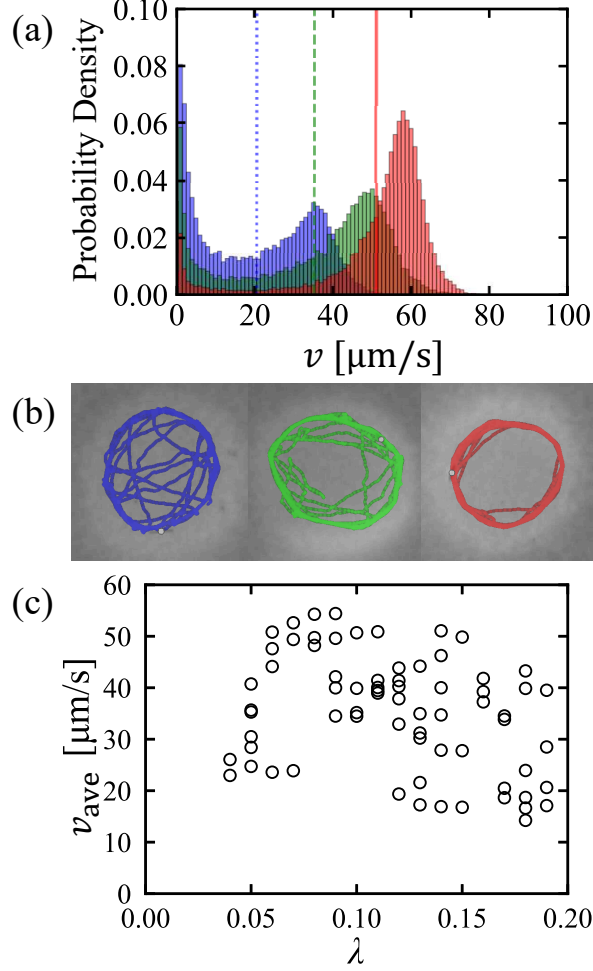 (a)
Probability Density
0.10
0.08
0.06
0.04
0.02
0.00
0 20 40 60 80 100
v [μm/s]
(b)
(c)
v_ave [μm/s]
60
50
40
30
20
10
0
0.00 0.05 0.10 0.15 0.20
λ